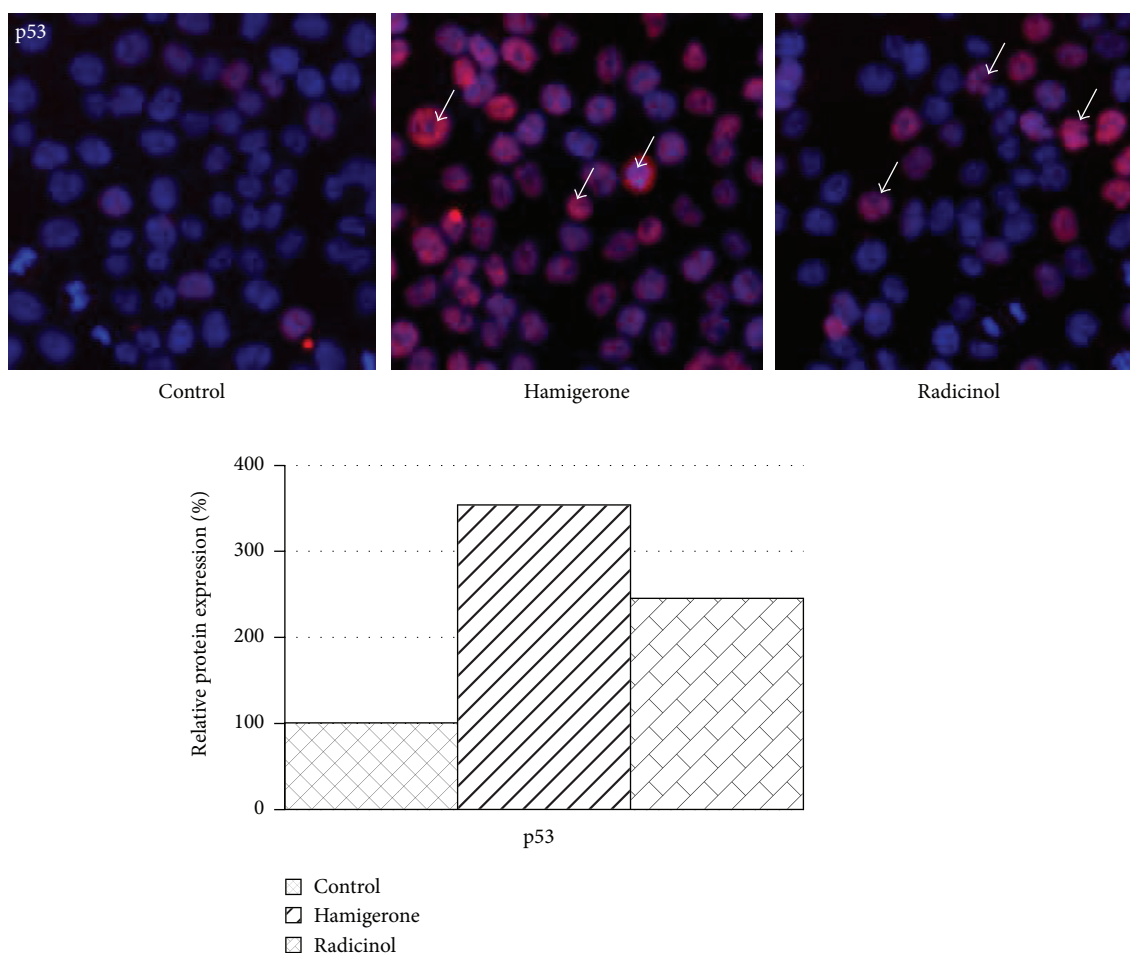 p53
Control Hamigerone Radicinol
400
300
200
100
0
Relative protein expression (%)
p53
Control
Hamigerone
Radicinol